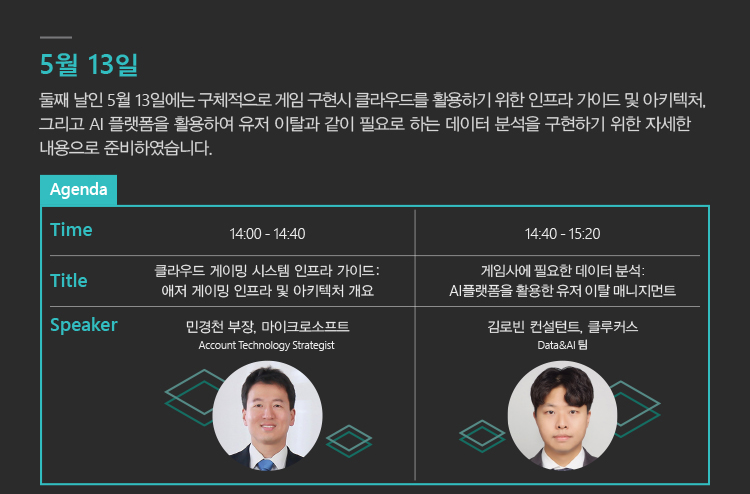 5월 13일
둘째 날인 5월 13일에는 구체적으로 게임 구현시 클라우드를 활용하기 위한 인프라 가이드 및 아키텍처,
그리고 AI 플랫폼을 활용하여 유저 이탈과 같이 필요로 하는 데이터 분석을 구현하기 위한 자세한
내용으로 준비하였습니다.
Agenda
Time
14:00 - 14:40
14:40 - 15:20
Title
클라우드 게이밍 시스템 인프라 가이드:
애저 게이밍 인프라 및 아키텍처 개요
게임사에 필요한 데이터 분석:
AI플랫폼을 활용한 유저 이탈 매니지먼트
Speaker
민경천 부장, 마이크로소프트
Account Technology Strategist
김로빈 컨설턴트, 클루커스
Data&AI 팀